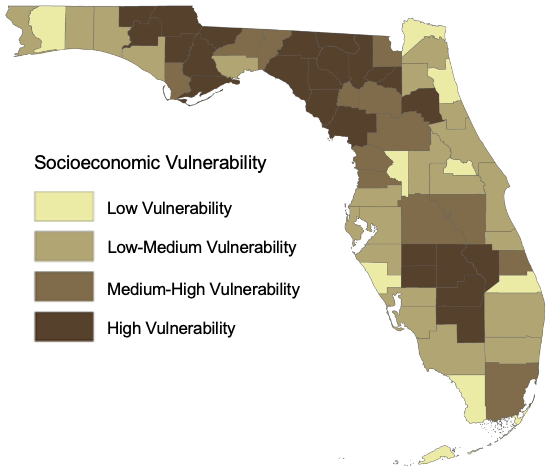 Socioeconomic Vulnerability
Low Vulnerability
Low-Medium Vulnerability
Medium-High Vulnerability
High Vulnerability